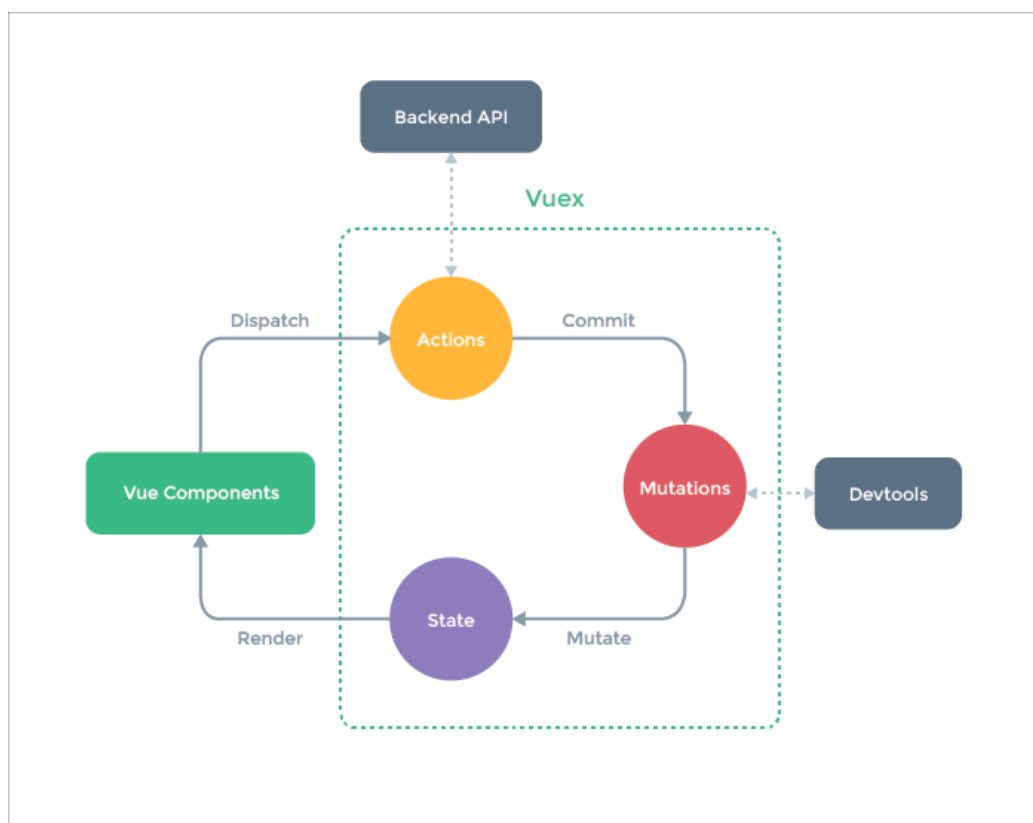 Backend API
Vuex
Dispatch
Actions
Commit
Vue Components
Mutations
Devtools
State
Render
Mutate